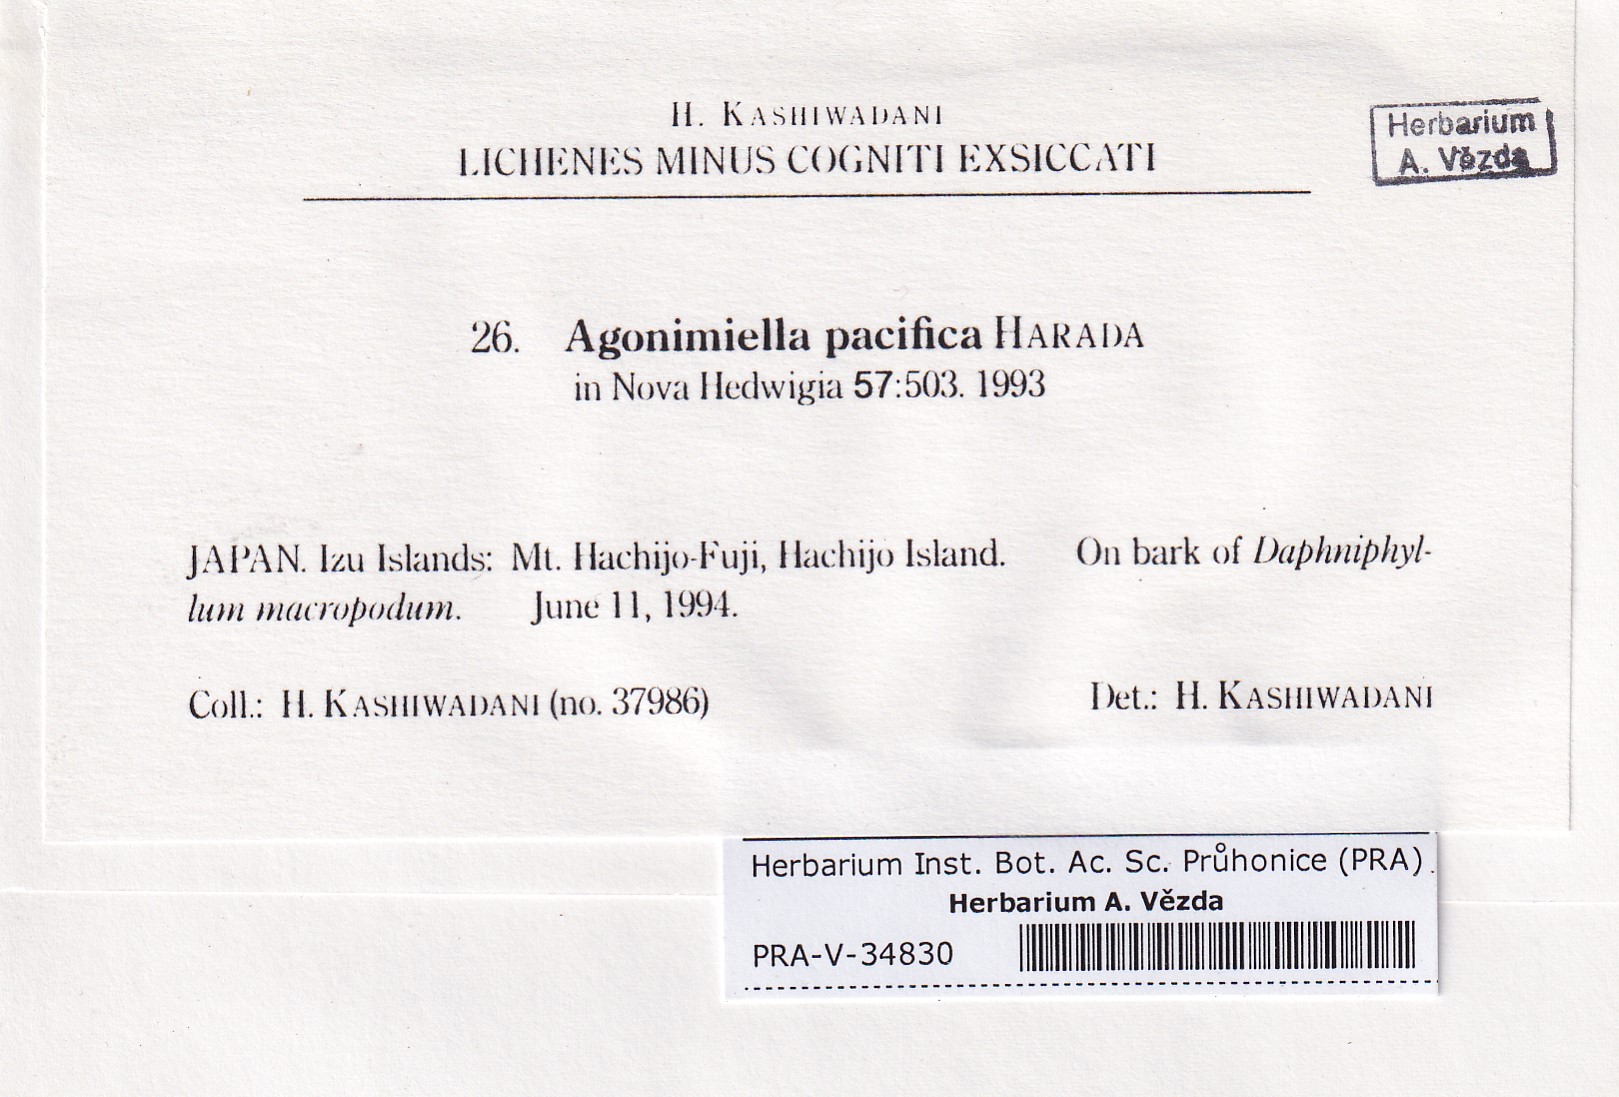 H. KASHIWADANI
LICHENES MINUS COGNITI EXSICCATI
Herbarium
A. Vězda
26. Agonimiella pacifica HARADA
in Nova Hedwigia 57:503. 1993
JAPAN. Izu Islands: Mt. Hachijo-Fuji, Hachijo Island. On bark of Daphniphyl-
lum macropodum. June 11, 1994.
Coll.: H. KASHIWADANI (no. 37986) Det.: H. KASHIWADANI
Herbarium Inst. Bot. Ac. Sc. Průhonice (PRA)
Herbarium A. Vězda
PRA-V-34830